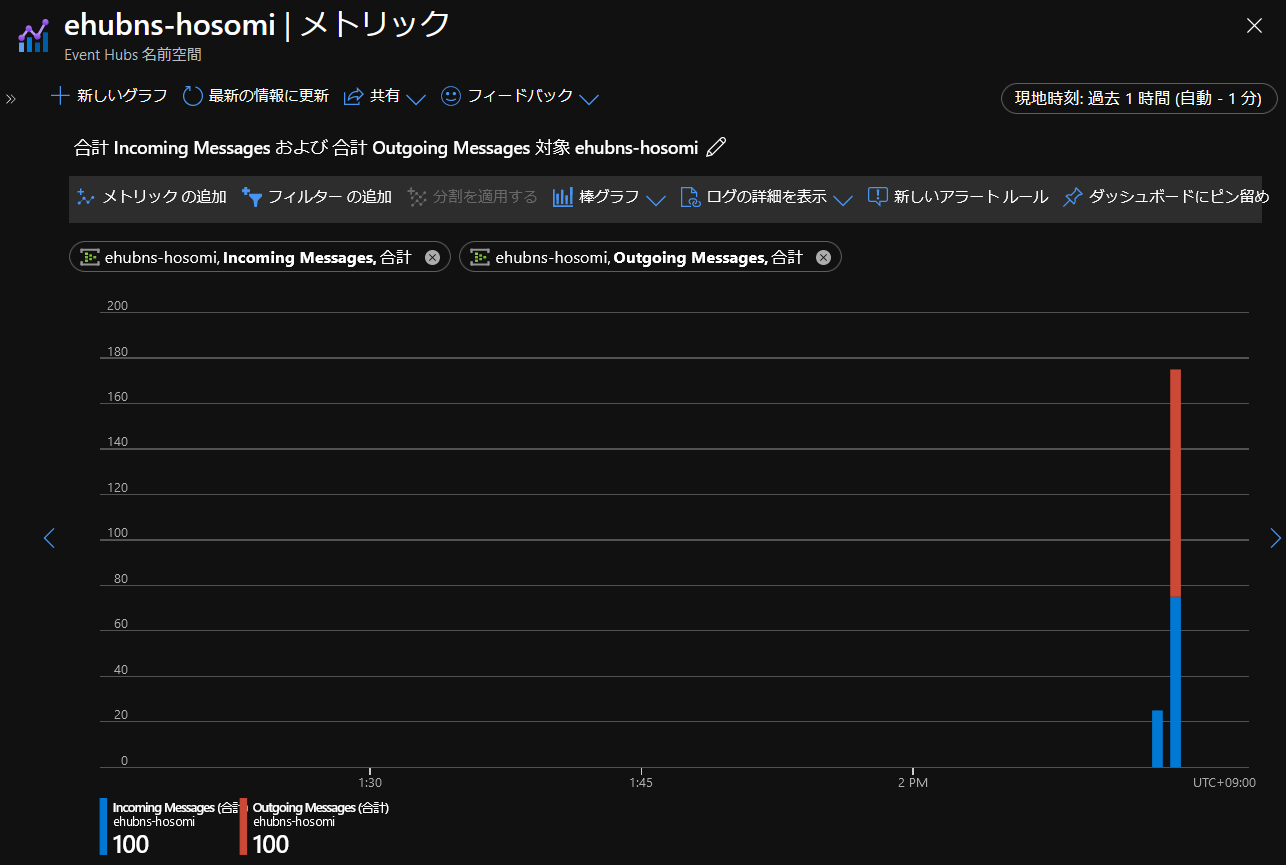 ehubns-hosomi | メトリック
Event Hubs 名前空間
新しいグラフ 最新の情報に更新 共有 フィードバック
現地時刻: 過去 1 時間 (自動 - 1 分)
合計 Incoming Messages および 合計 Outgoing Messages 対象 ehubns-hosomi
メトリック の追加 フィルター の追加 分割を適用する 棒グラフ ログの詳細を表示 新しいアラート ルール ダッシュボードにピン留め
ehubns-hosomi, Incoming Messages, 合計 ehubns-hosomi, Outgoing Messages, 合計
200
180
160
140
120
100
80
60
40
20
0
1:30 1:45 2 PM UTC+09:00
Incoming Messages (合計) Outgoing Messages (合計)
ehubns-hosomi ehubns-hosomi
100 100